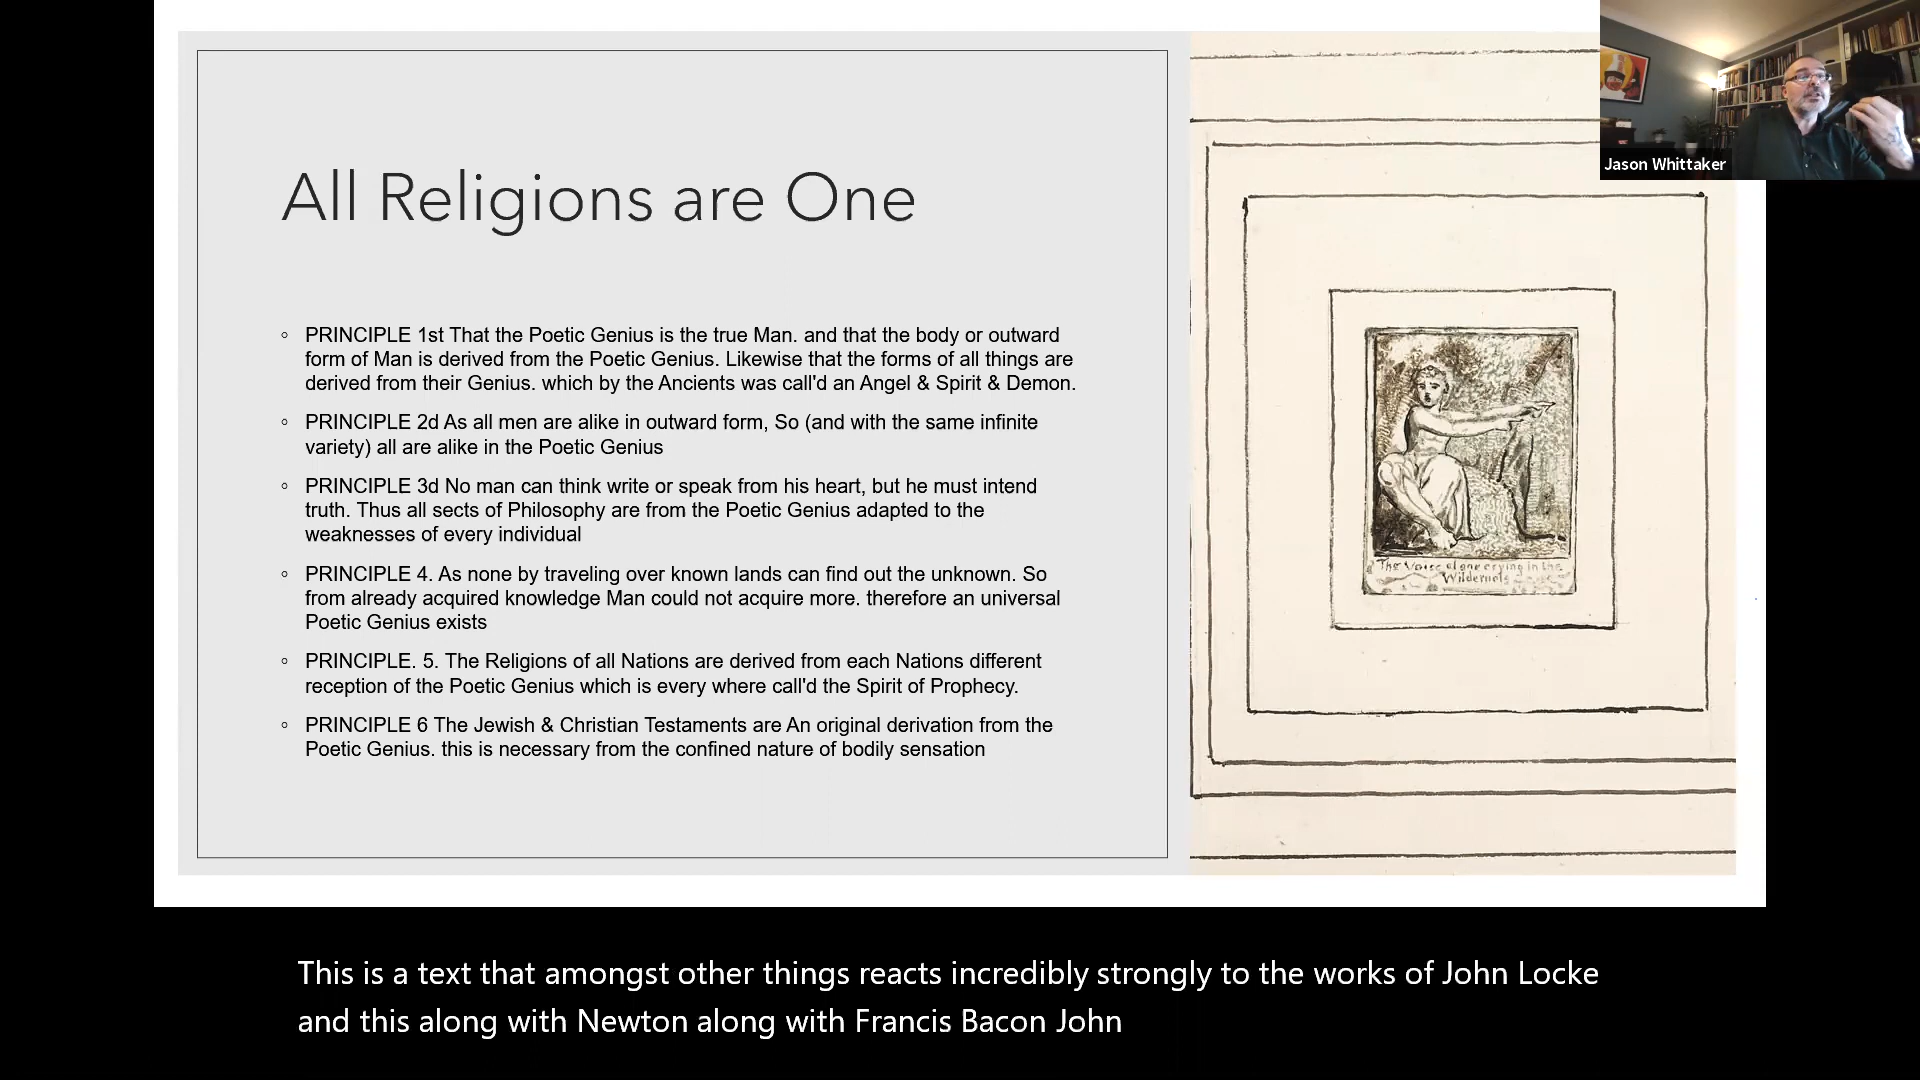 All Religions are One
PRINCIPLE 1st That the Poetic Genius is the true Man. and that the body or outward
form of Man is derived from the Poetic Genius. Likewise that the forms of all things are
derived from their Genius. which by the Ancients was call'd an Angel & Spirit & Demon.
PRINCIPLE 2d As all men are alike in outward form, So (and with the same infinite
variety) all are alike in the Poetic Genius
PRINCIPLE 3d No man can think write or speak from his heart, but he must intend
truth. Thus all sects of Philosophy are from the Poetic Genius adapted to the
weaknesses of every individual
PRINCIPLE 4. As none by traveling over known lands can find out the unknown. So
from already acquired knowledge Man could not acquire more. therefore an universal
Poetic Genius exists
PRINCIPLE. 5. The Religions of all Nations are derived from each Nations different
reception of the Poetic Genius which is every where call'd the Spirit of Prophecy.
PRINCIPLE 6 The Jewish & Christian Testaments are An original derivation from the
Poetic Genius. this is necessary from the confined nature of bodily sensation
The Voice of one crying in the
Wilderness
Jason Whittaker
This is a text that amongst other things reacts incredibly strongly to the works of John Locke
and this along with Newton along with Francis Bacon John